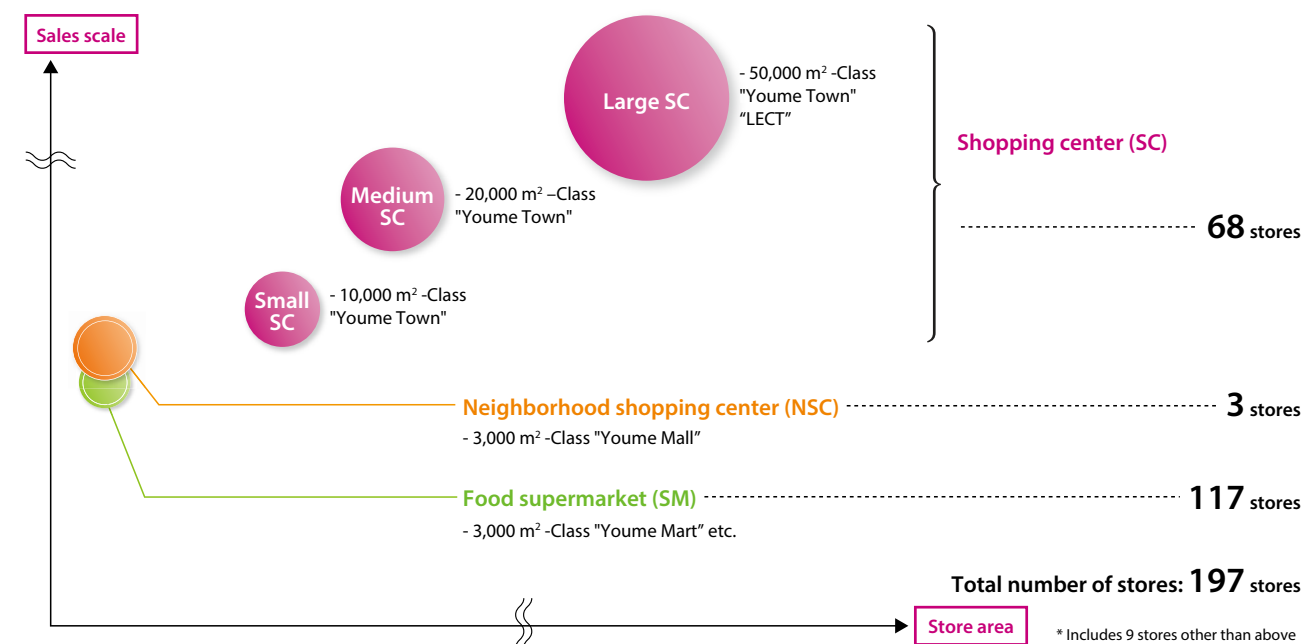 Sales scale
Large SC
- 50,000 m² -Class
"Youme Town"
“LECT”
Shopping center (SC)
68 stores
Medium
SC
- 20,000 m² –Class
"Youme Town"
Small
SC
- 10,000 m² -Class
"Youme Town"
Neighborhood shopping center (NSC)
3 stores
- 3,000 m² -Class "Youme Mall”
Food supermarket (SM)
117 stores
- 3,000 m² -Class "Youme Mart” etc.
Total number of stores: 197 stores
Store area
* Includes 9 stores other than above